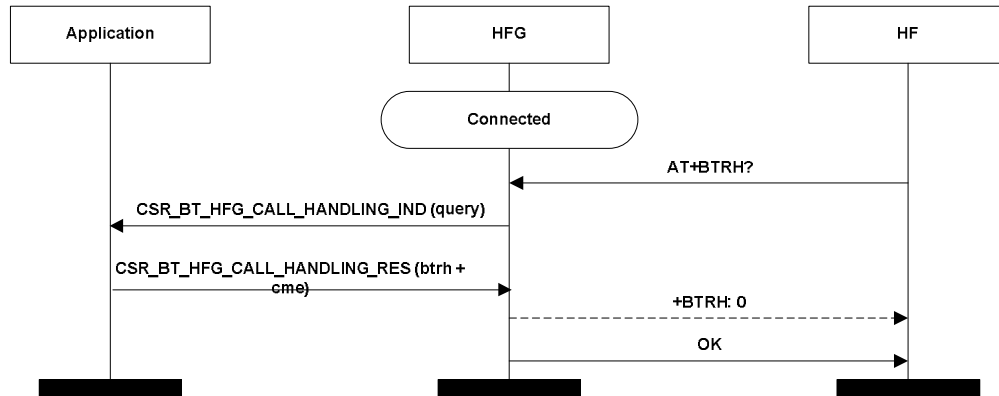 Application
HFG
HF
Connected
AT+BTRH?
CSR_BT_HFG_CALL_HANDLING_IND (query)
CSR_BT_HFG_CALL_HANDLING_RES (btrh +
cme)
+BTRH: 0
OK